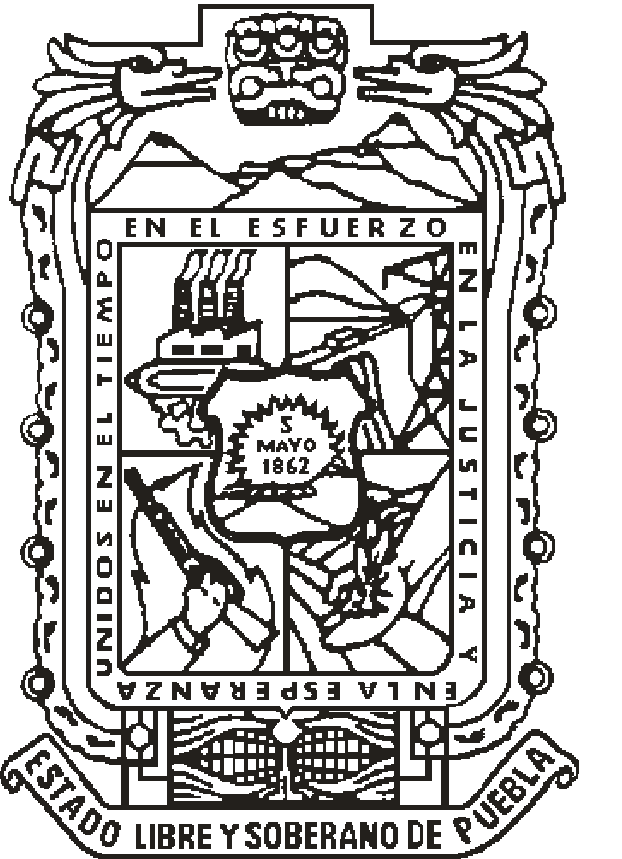 EN EL ESFUERZO
EN LA JUSTICIA Y
EN LA ESPERANZA
UNIDOS EN EL TIEMPO
5
MAYO
1862
ESTADO LIBRE Y SOBERANO DE PUEBLA